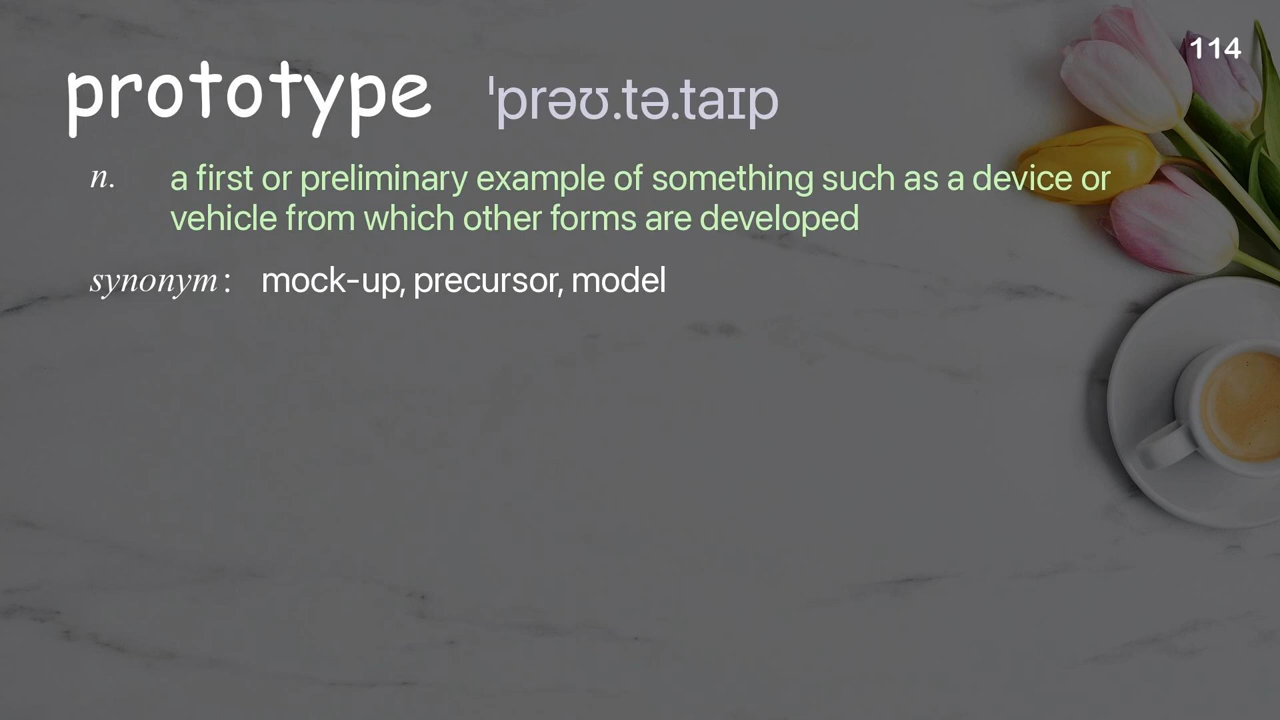 114
prototype ˈprəʊ.tə.taɪp
n. a first or preliminary example of something such as a device or
vehicle from which other forms are developed
synonym: mock-up, precursor, model